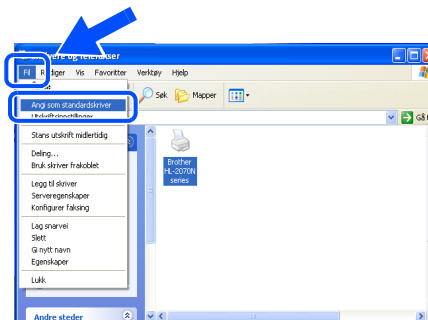 Fil Rediger Vis Favoritter Verktøy Hjelp
Søk Mapper
Angi som standardskriver
Utskriftsinnstillinger
Gå t
Stans utskrift midlertidig
Deling...
Bruk skriver frakoblet
Legg til skriver
Serveregenskaper
Konfigurer faksing
Lag snarvei
Slett
Gi nytt navn
Egenskaper
Lukk
Brother
HL-2070N
series
Andre steder